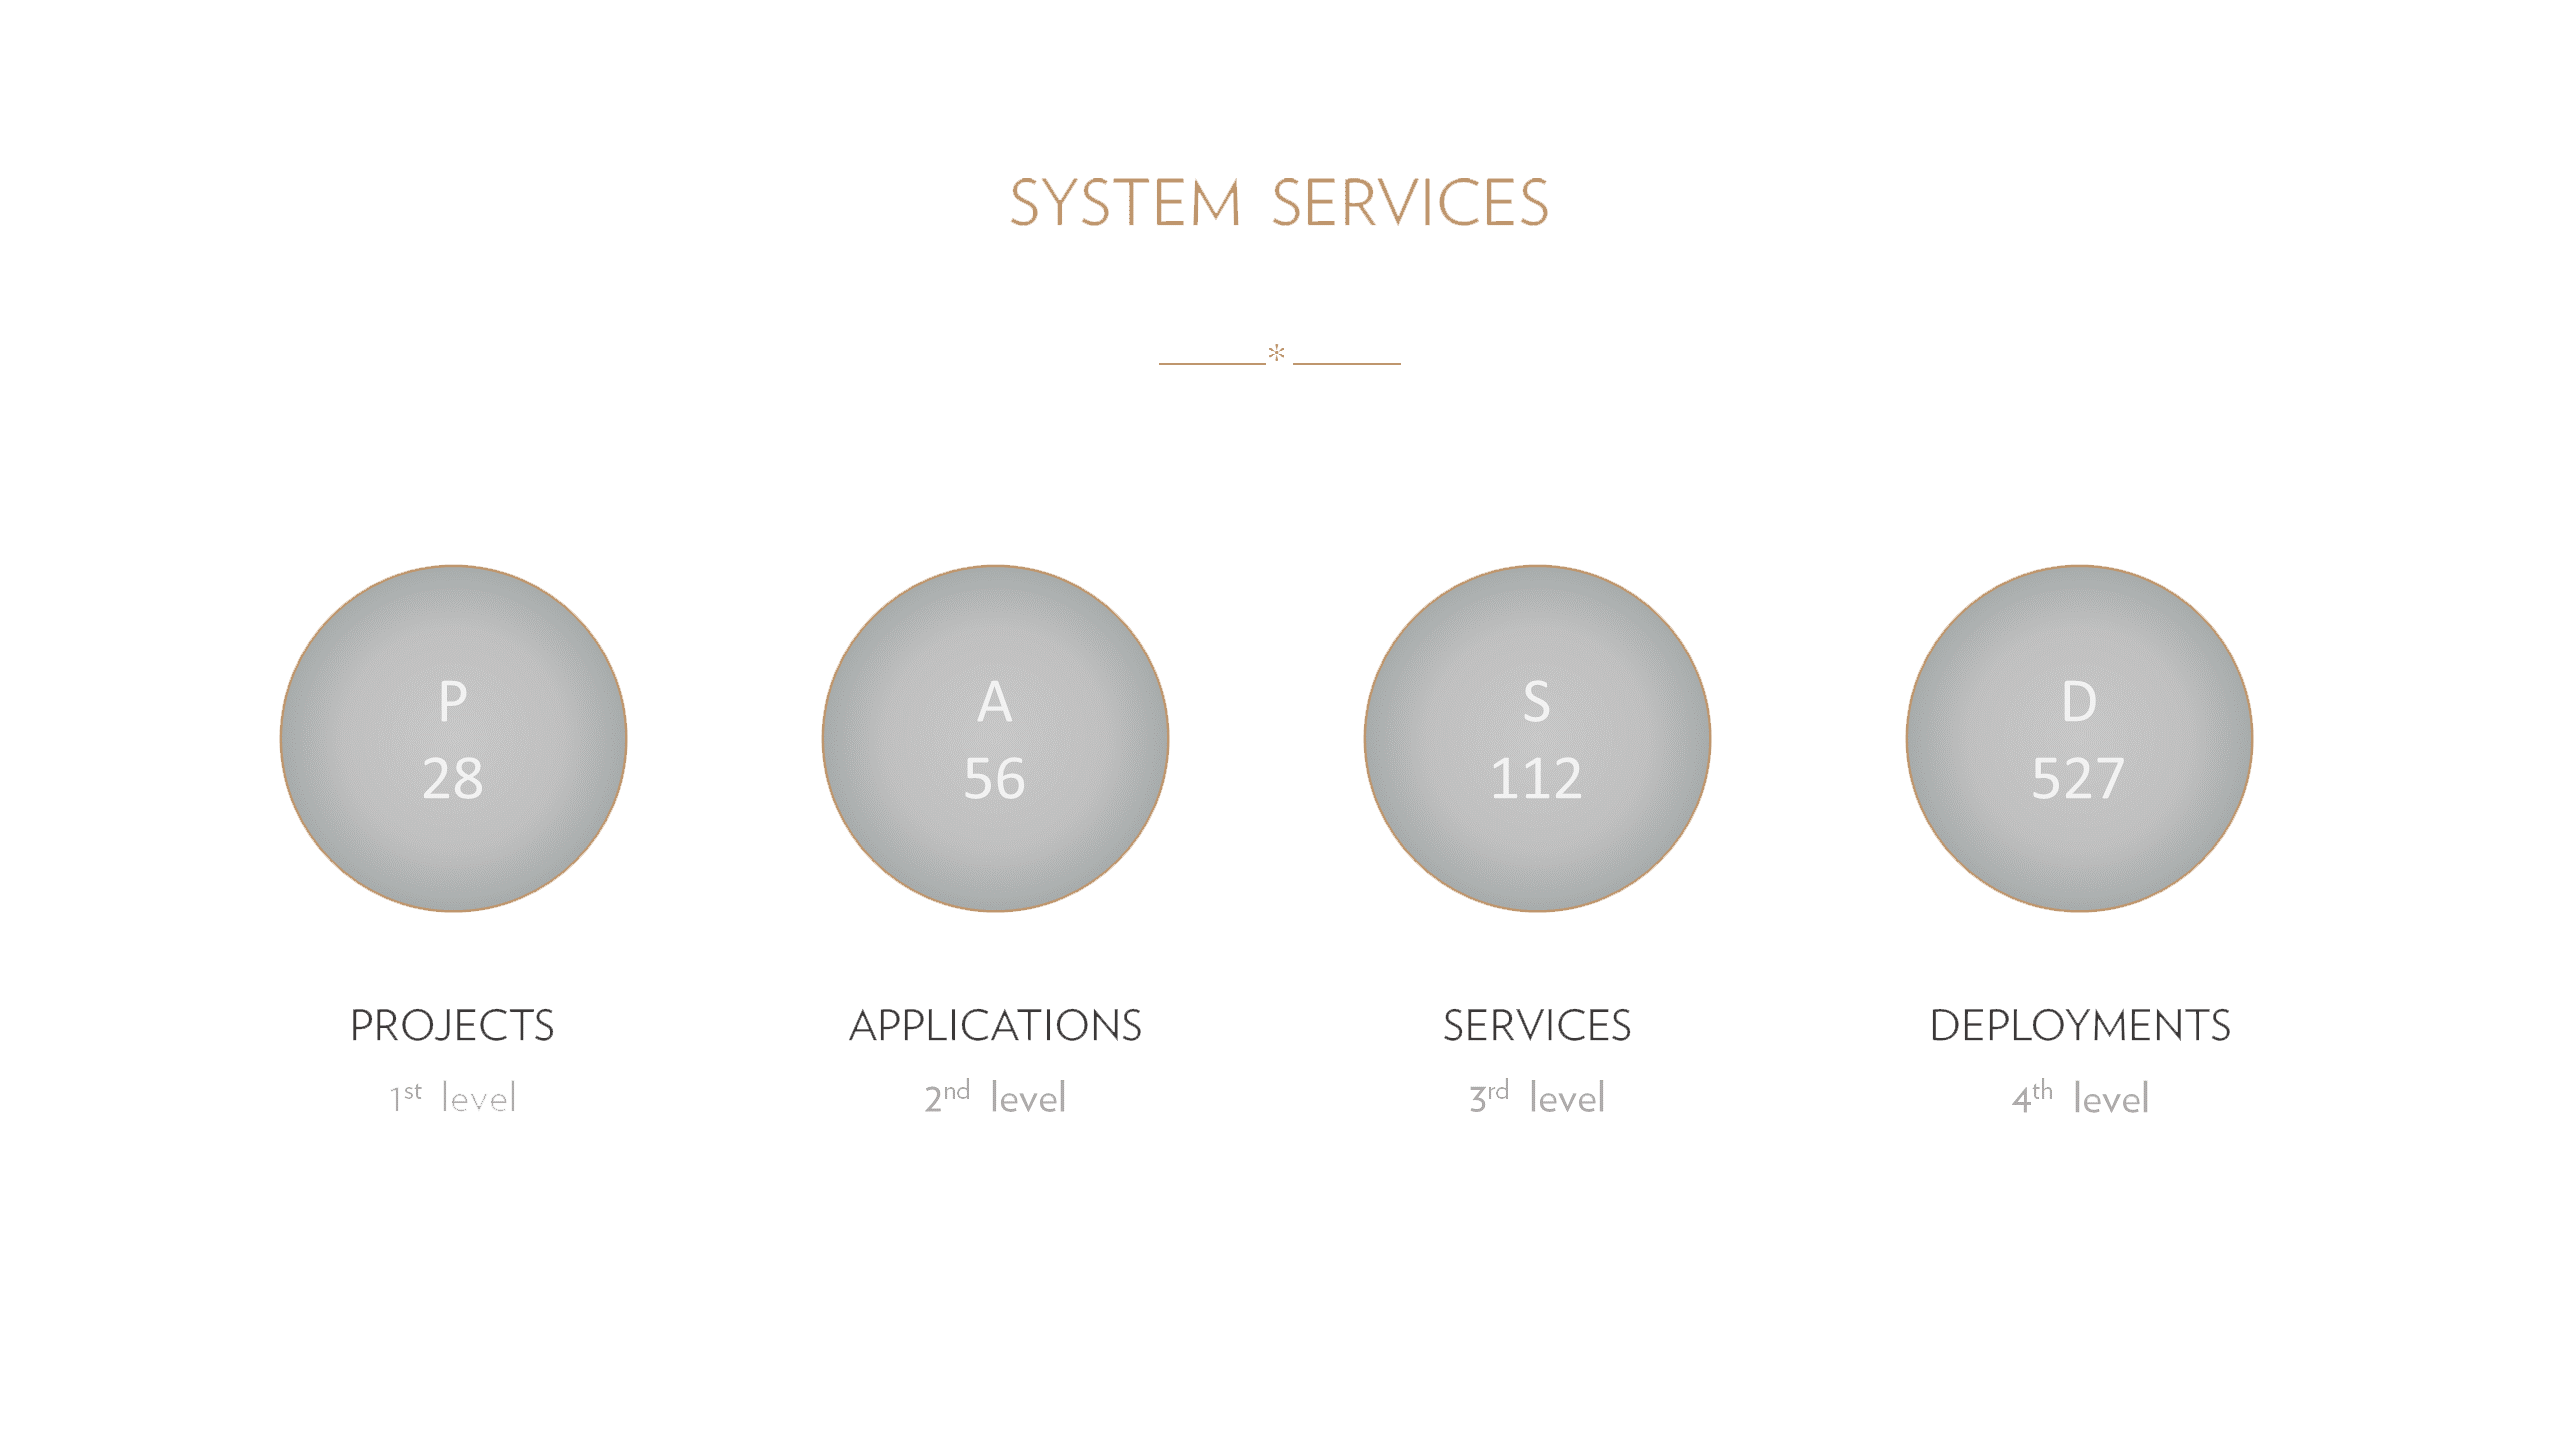 SYSTEM SERVICES
*
P
28
A
56
S
112
D
527
PROJECTS
1st level
APPLICATIONS
2nd level
SERVICES
3rd level
DEPLOYMENTS
4th level